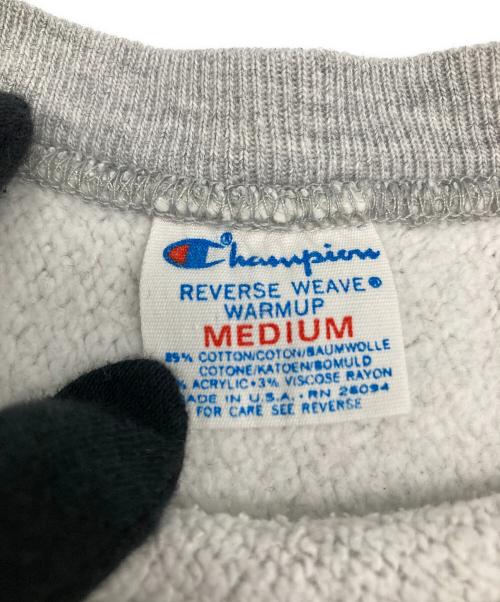 Champion
REVERSE WEAVE®
WARMUP
MEDIUM
89% COTTON/COTON/BAUMWOLLE
COTONE/KATOEN/BOMULD
% ACRYLIC • 3% VISCOSE RAYON
MADE IN U.S.A. • RN 26094
FOR CARE SEE REVERSE